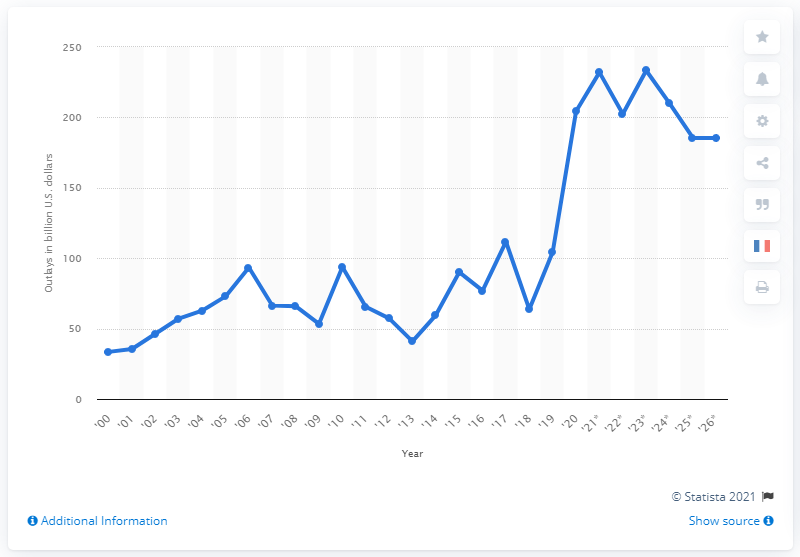 250
200
150
100
50
0
Outlays in billion U.S. dollars
'00 '01 '02 '03 '04 '05 '06 '07 '08 '09 '10 '11 '12 '13 '14 '15 '16 '17 '18 '19 '20 '21* '22* '23* '24* '25* '26*
Year
© Statista 2021
Additional Information
Show source